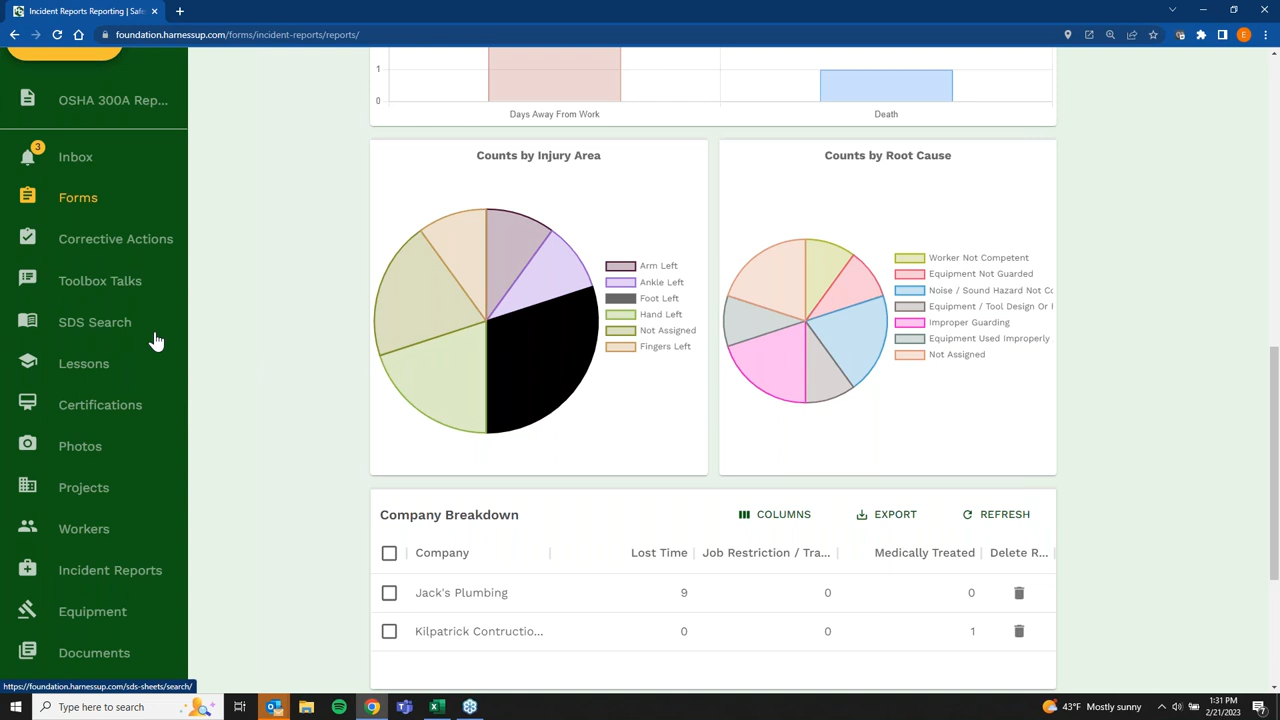 Incident Reports Reporting | Safe
foundation.harnessup.com/forms/incident-reports/reports/
E
OSHA 300A Rep...
3
Inbox
Forms
Corrective Actions
Toolbox Talks
SDS Search
Lessons
Certifications
Photos
Projects
Workers
Incident Reports
Equipment
Documents
https://foundation.harnessup.com/sds-sheets/search/
1
0
Days Away From Work
Death
Counts by Injury Area
Arm Left
Ankle Left
Foot Left
Hand Left
Not Assigned
Fingers Left
Counts by Root Cause
Worker Not Competent
Equipment Not Guarded
Noise / Sound Hazard Not Co
Equipment / Tool Design Or
Improper Guarding
Equipment Used Improperly
Not Assigned
Company Breakdown
COLUMNS
EXPORT
REFRESH
Company Lost Time Job Restriction / Tra... Medically Treated Delete R...
Jack's Plumbing 9 0 0
Kilpatrick Contructio... 0 0 1
Type here to search
43°F Mostly sunny
1:31 PM
2/21/2023